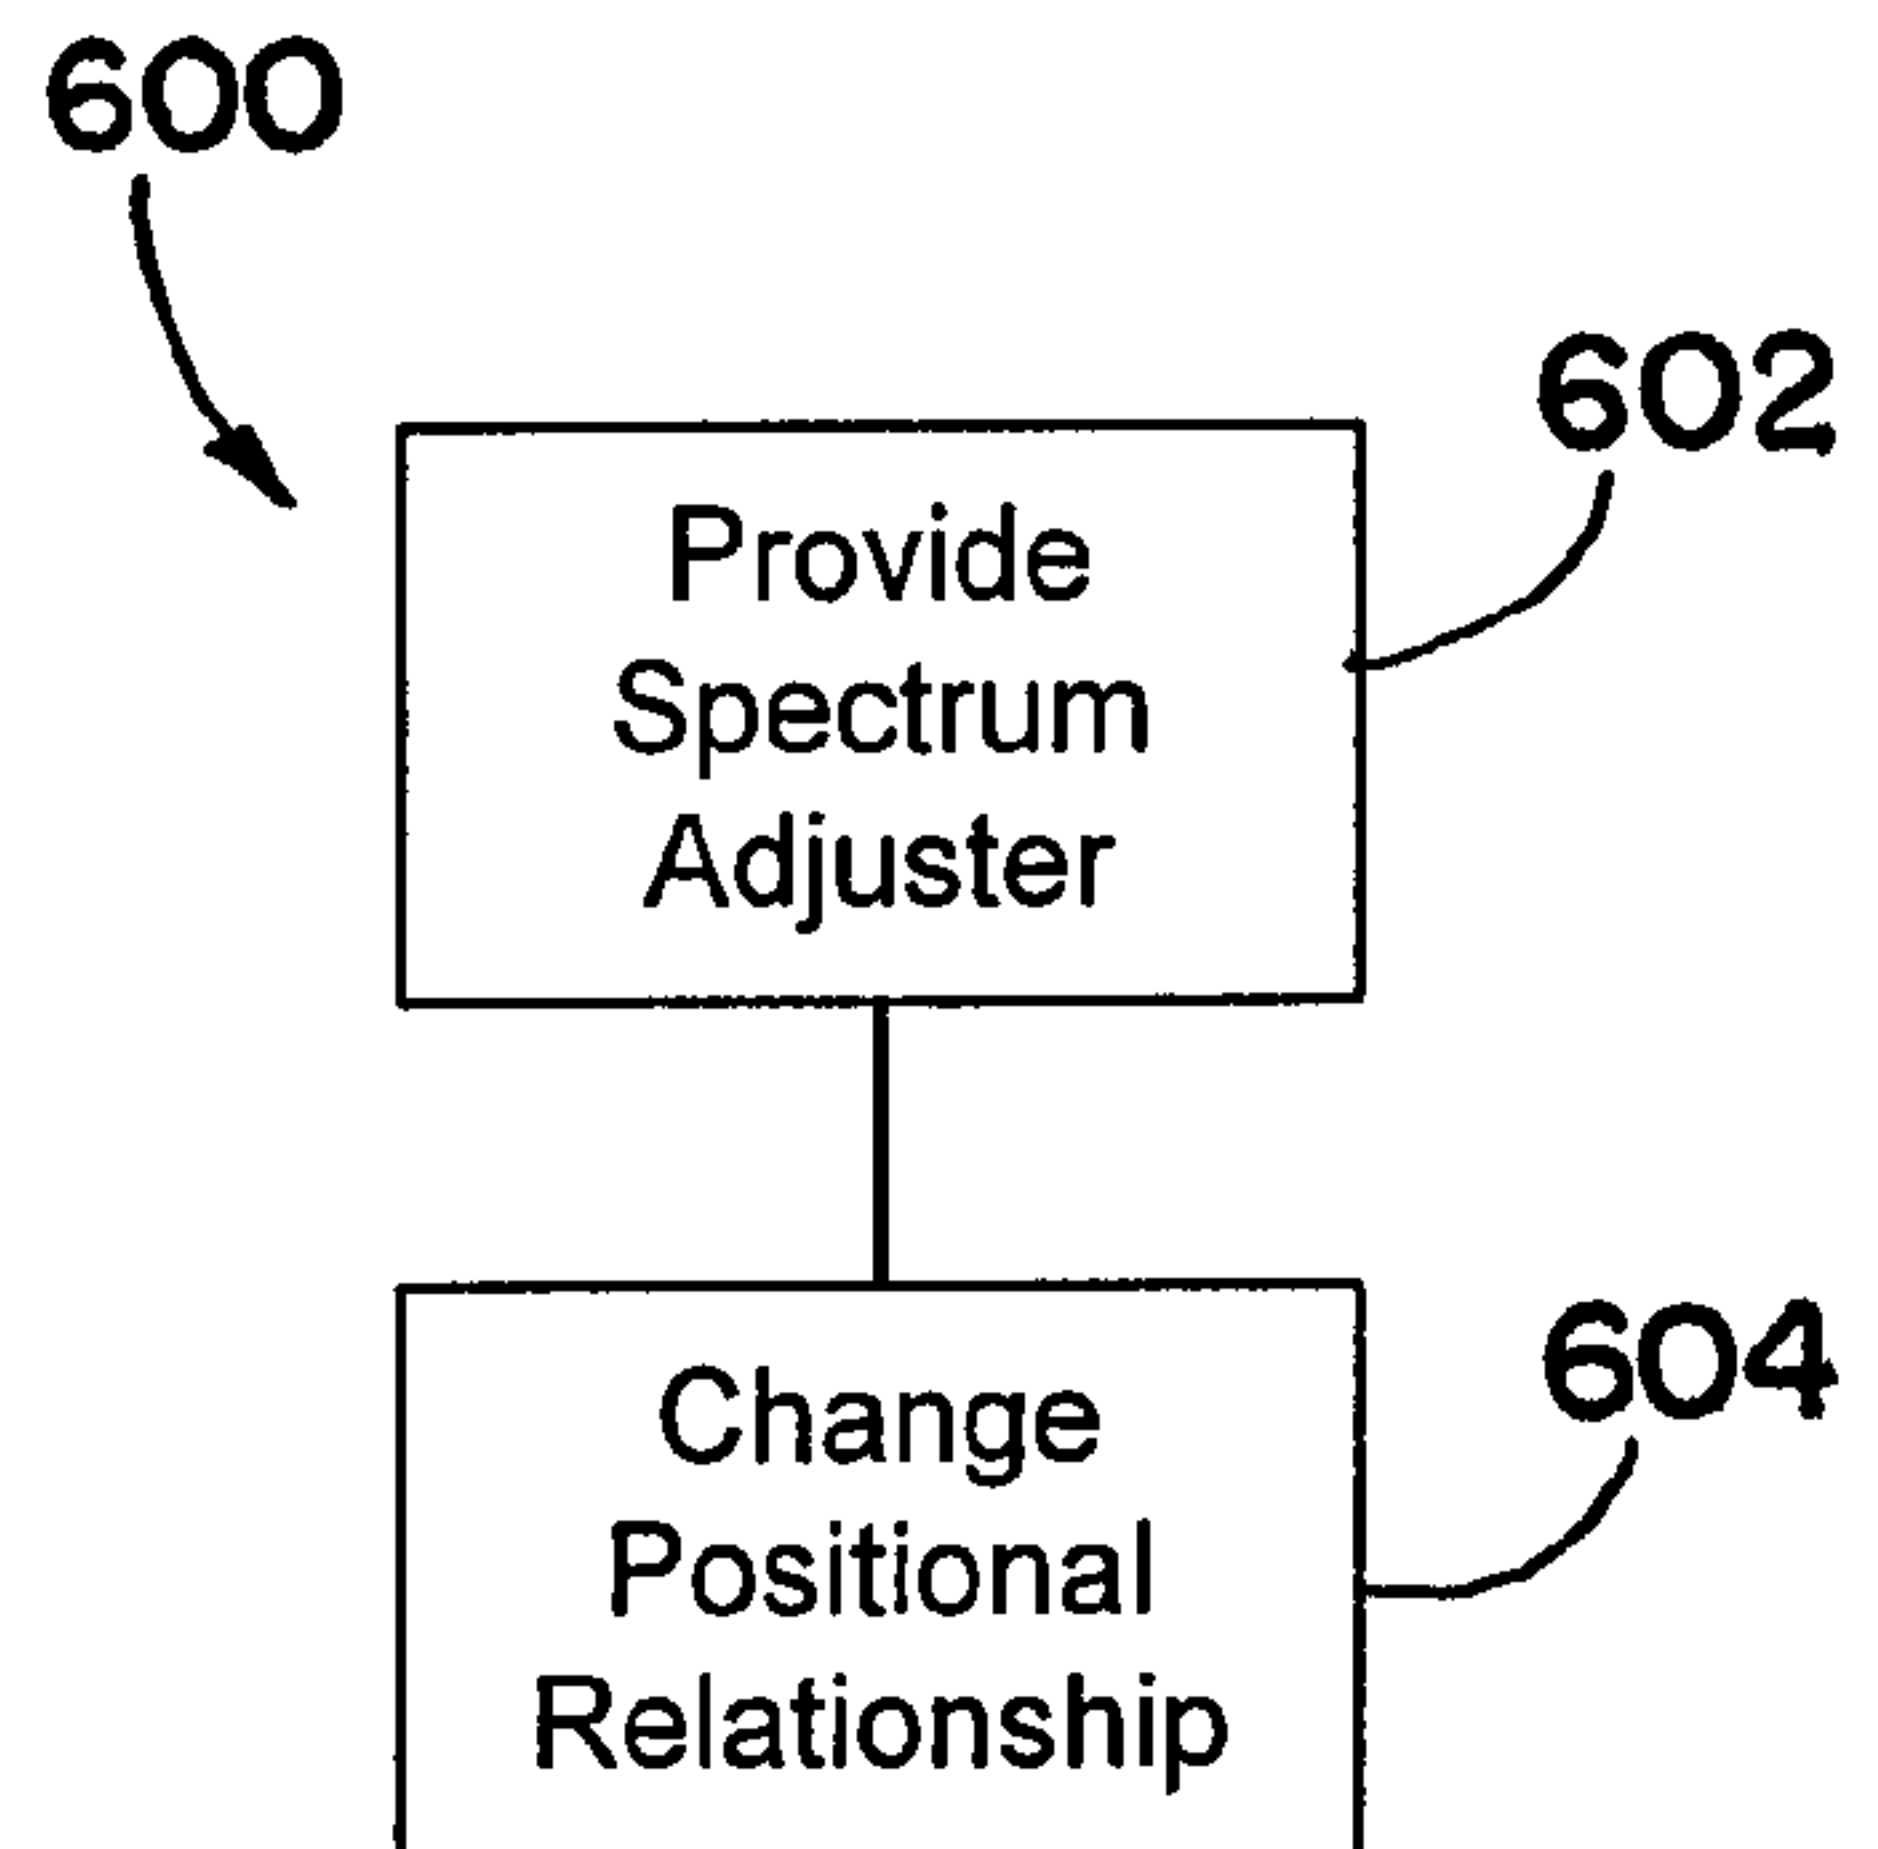 600
602
Provide
Spectrum
Adjuster
604
Change
Positional
Relationship